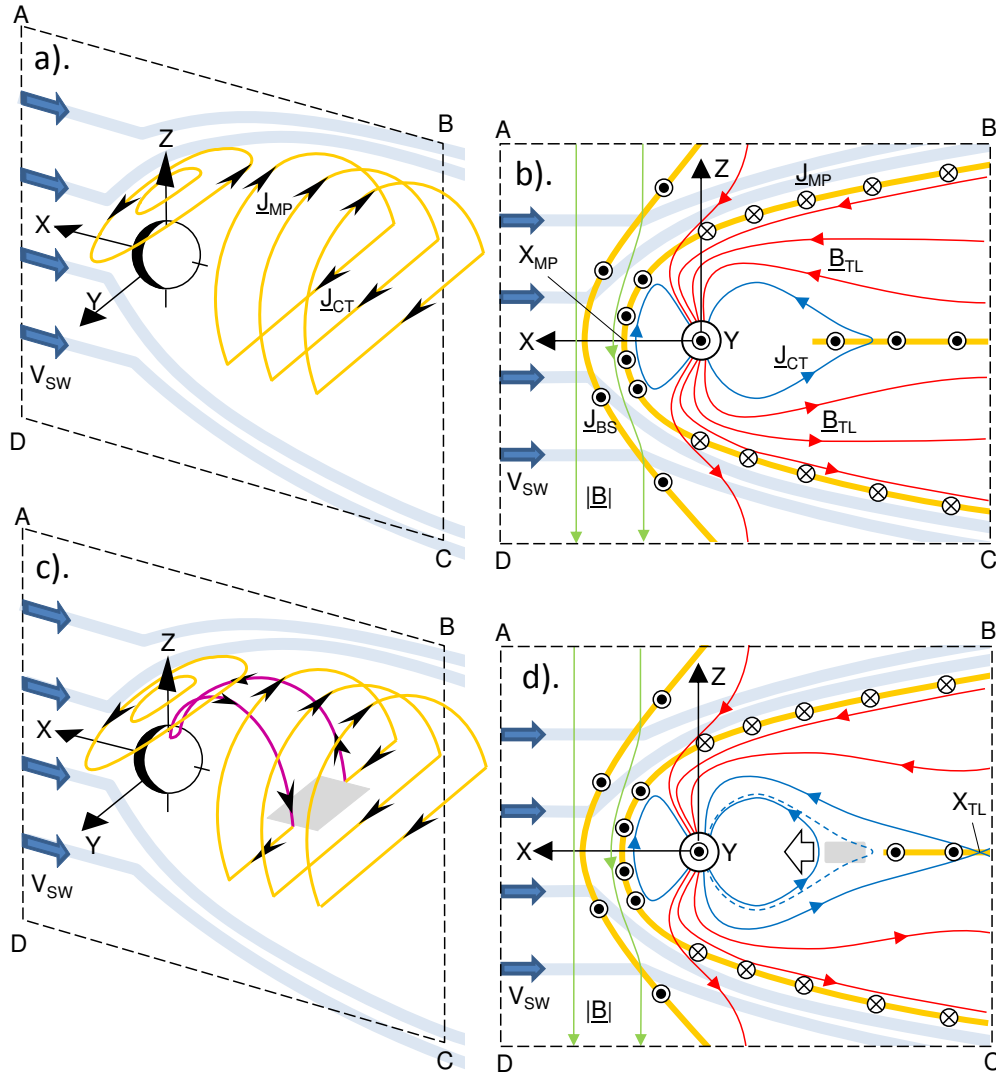 A
a).
B
Z
X
J_MP
Y
J_CT
V_SW
D
C
A
B
b).
Z
J_MP
X_MP
B_TL
X
Y
J_CT
J_BS
B_TL
V_SW
|B|
D
C
A
c).
B
Z
X
Y
V_SW
D
C
A
B
d).
Z
X_TL
X
Y
V_SW
|B|
D
C